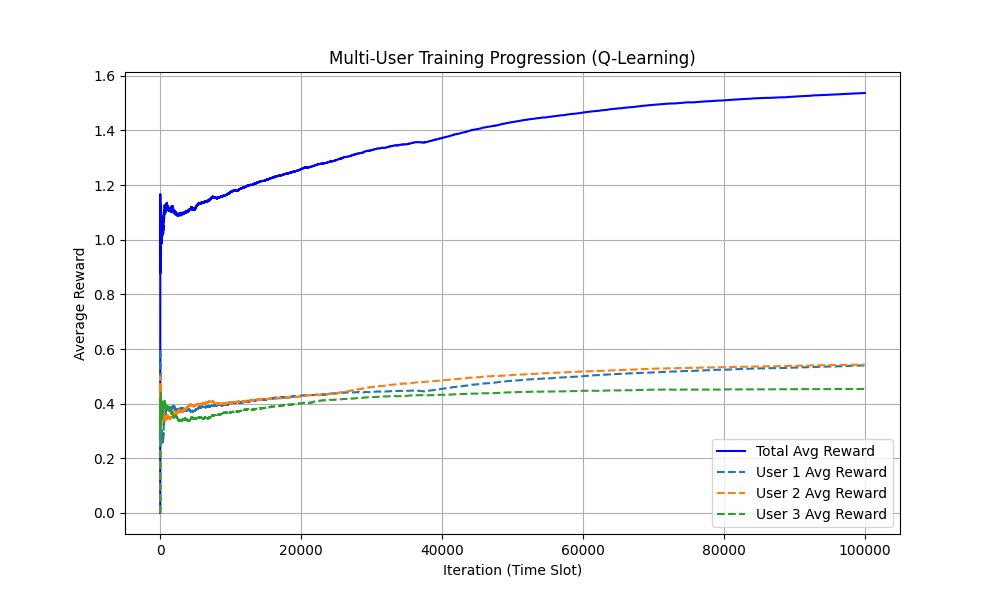 Multi-User Training Progression (Q-Learning)
1.6
1.4
1.2
1.0
0.8
0.6
0.4
0.2
0.0
Average Reward
Total Avg Reward
User 1 Avg Reward
User 2 Avg Reward
User 3 Avg Reward
0 20000 40000 60000 80000 100000
Iteration (Time Slot)